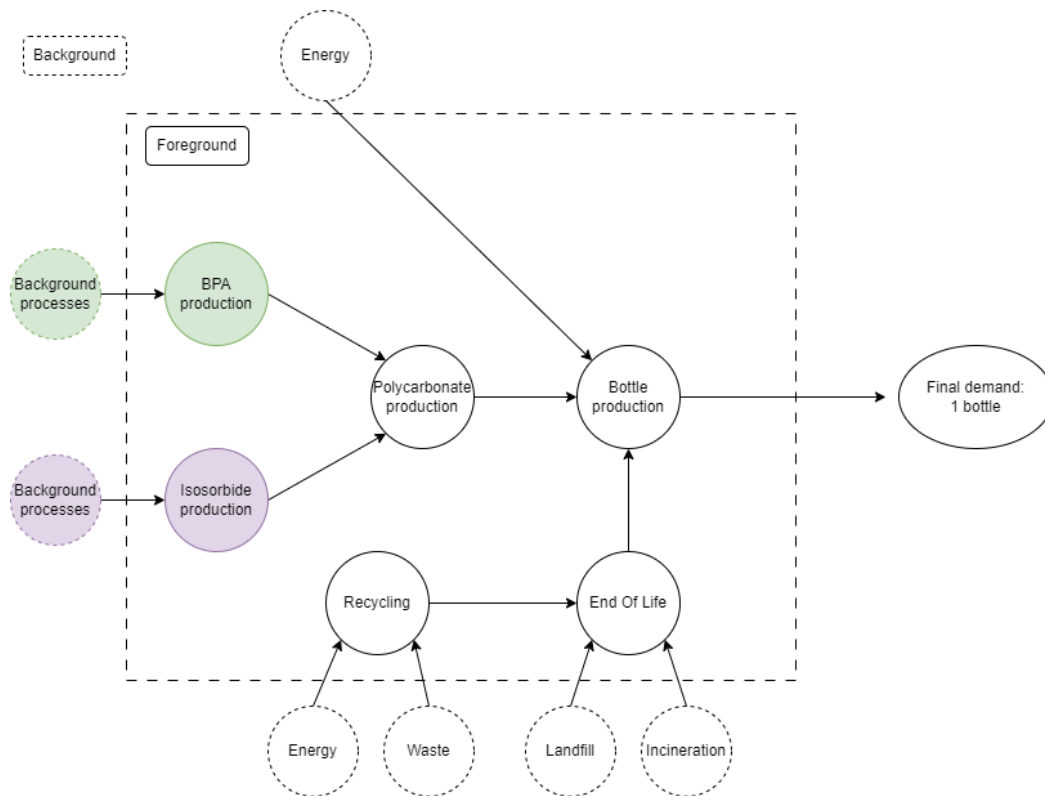 Background
Energy
Foreground
Background
processes
BPA
production
Polycarbonate
production
Bottle
production
Final demand:
1 bottle
Background
processes
Isosorbide
production
Recycling
End Of Life
Energy
Waste
Landfill
Incineration